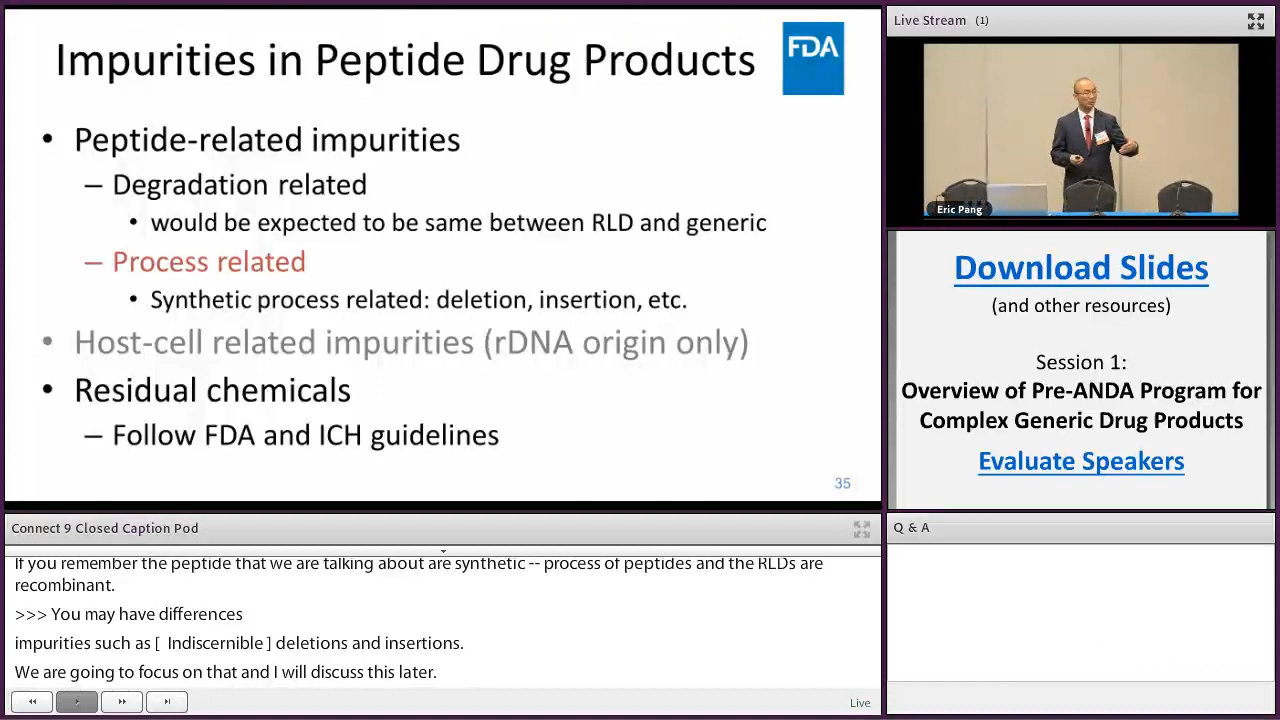 Impurities in Peptide Drug Products
FDA
• Peptide-related impurities
– Degradation related
• would be expected to be same between RLD and generic
– Process related
• Synthetic process related: deletion, insertion, etc.
• Host-cell related impurities (rDNA origin only)
• Residual chemicals
– Follow FDA and ICH guidelines
35
Live Stream (1)
Eric Pang
Download Slides
(and other resources)
Session 1:
Overview of Pre-ANDA Program for
Complex Generic Drug Products
Evaluate Speakers
Connect 9 Closed Caption Pod
If you remember the peptide that we are talking about are synthetic -- process of peptides and the RLDs are
recombinant.
>>> You may have differences
impurities such as [ Indiscernible ] deletions and insertions.
We are going to focus on that and I will discuss this later.
Live
Q & A